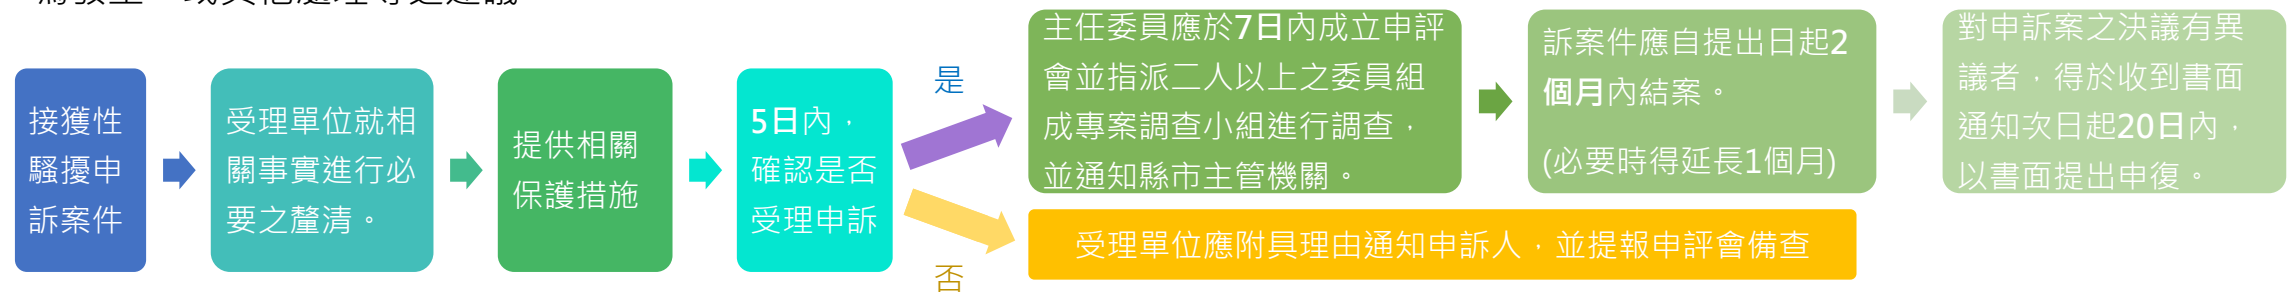 接獲性
騷擾申
訴案件
受理單位就相
關事實進行必
要之釐清。
提供相關
保護措施
5日內，
確認是否
受理申訴
是
主任委員應於7日內成立申評
會並指派二人以上之委員組
成專案調查小組進行調查，
並通知縣市主管機關。
訴案件應自提出日起2
個月內結案。
(必要時得延長1個月)
對申訴案之決議有異
議者，得於收到書面
通知次日起20日內，
以書面提出申復。
否
受理單位應附具理由通知申訴人，並提報申評會備查